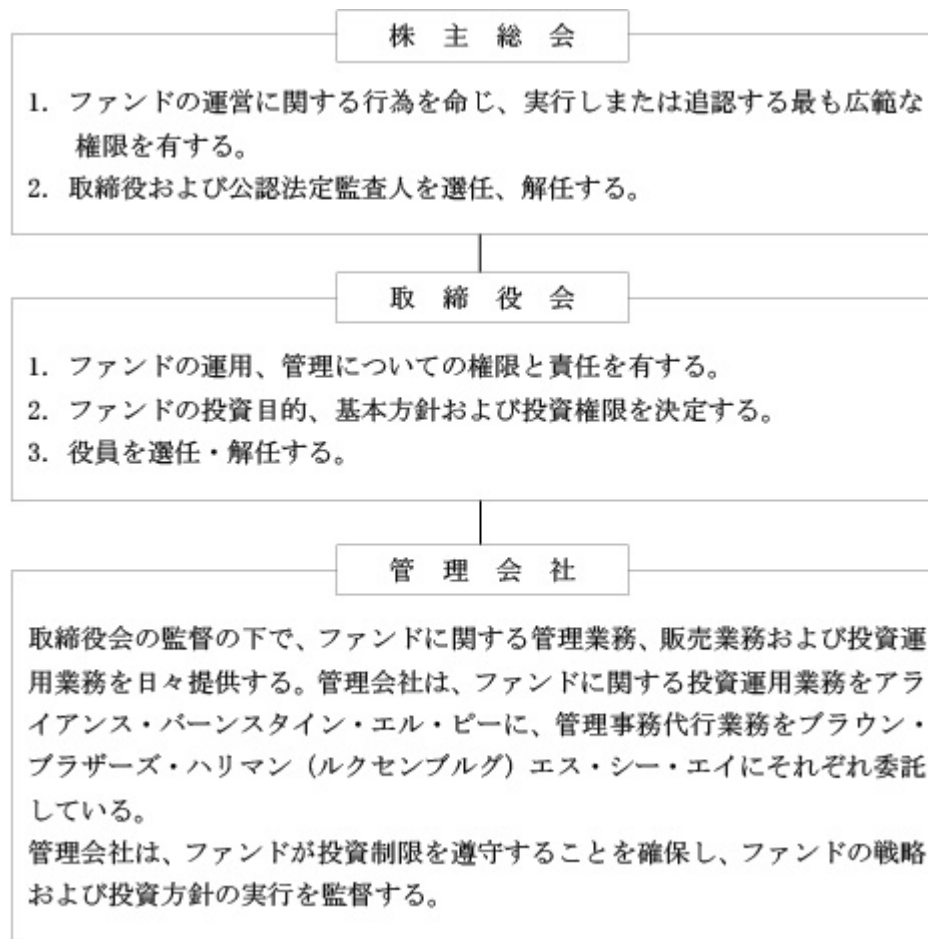 株主総会
1. ファンドの運営に関する行為を命じ、実行しまたは追認する最も広範な
権限を有する。
2. 取締役および公認法定監査人を選任、解任する。
取締役会
1. ファンドの運用、管理についての権限と責任を有する。
2. ファンドの投資目的、基本方針および投資権限を決定する。
3. 役員を選任・解任する。
管理会社
取締役会の監督の下で、ファンドに関する管理業務、販売業務および投資運
用業務を日々提供する。管理会社は、ファンドに関する投資運用業務をアラ
イアンス・バーンスタイン・エル・ピーに、管理事務代行業務をブラウン・
ブラザーズ・ハリマン（ルクセンブルグ）エス・シー・エイにそれぞれ委託
している。
管理会社は、ファンドが投資制限を遵守することを確保し、ファンドの戦略
および投資方針の実行を監督する。